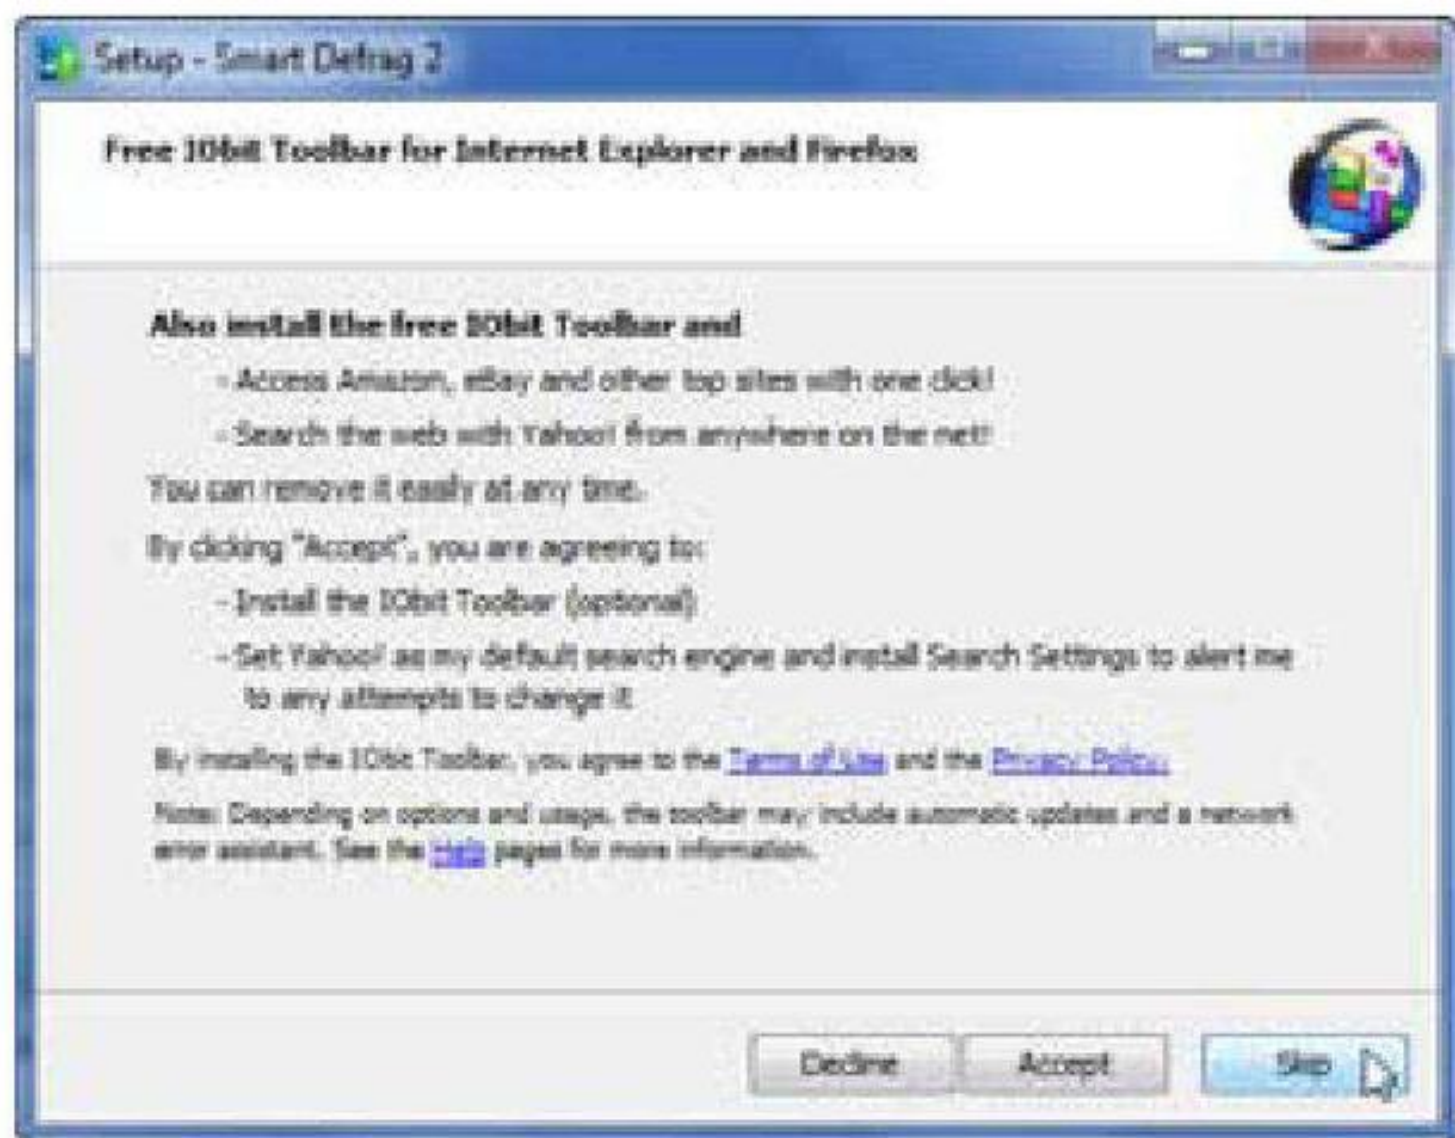 Setup - Smart Defrag 2
Free IObit Toolbar for Internet Explorer and Firefox
Also install the free IObit Toolbar and
- Access Amazon, eBay and other top sites with one click!
- Search the web with Yahoo! from anywhere on the net!
You can remove it easily at any time.
By clicking "Accept", you are agreeing to:
- Install the IObit Toolbar (optional)
- Set Yahoo! as my default search engine and install Search Settings to alert me
to any attempts to change it
By installing the IObit Toolbar, you agree to the Terms of Use and the Privacy Policy.
Note: Depending on options and usage, the toolbar may include automatic updates and a network
error assistant. See the Help pages for more information.
Decline Accept Skip